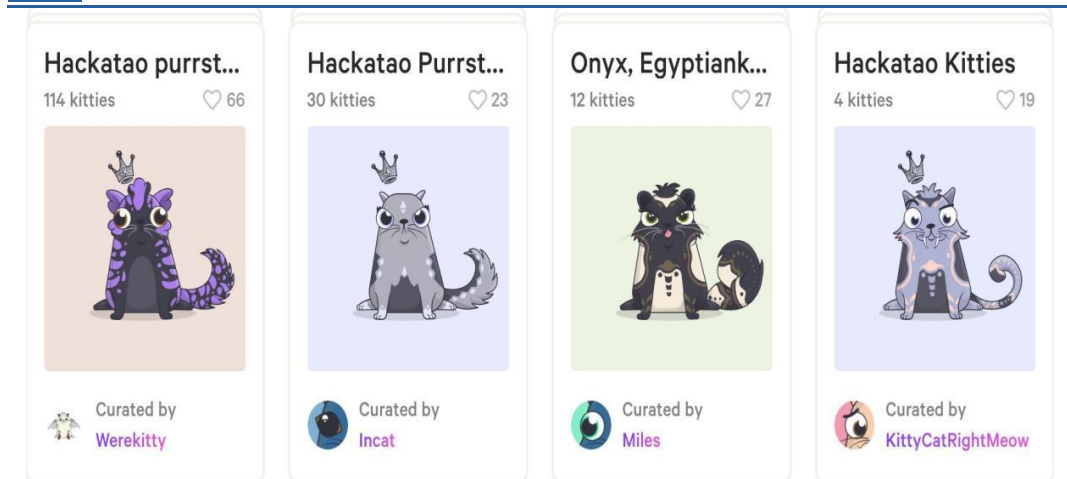 Hackatao purrst...
114 kitties 66
Curated by
Werekitty
Hackatao Purrst...
30 kitties 23
Curated by
Incat
Onyx, Egyptiank...
12 kitties 27
Curated by
Miles
Hackatao Kitties
4 kitties 19
Curated by
KittyCatRightMeow